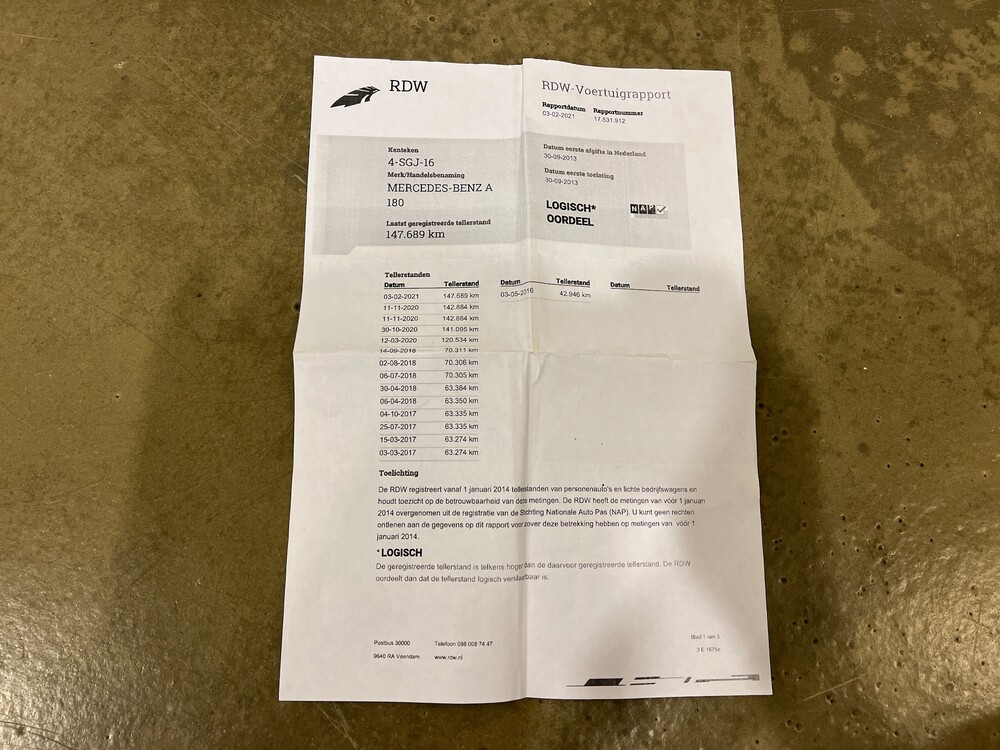 RDW
RDW-Voertuigrapport
Rapportdatum Rapportnummer
03-02-2021 17.531.912
Kenteken
4-SGJ-16
Merk/Handelsbenaming
MERCEDES-BENZ A
180
Laatst geregistreerde tellerstand
147.689 km
Datum eerste afgifte in Nederland
30-09-2013
Datum eerste toelating
30-09-2013
LOGISCH*
OORDEEL
NAP
Tellerstanden
Datum Tellerstand Datum Tellerstand Datum Tellerstand
03-02-2021 147.689 km 03-05-2016 42.946 km
11-11-2020 142.884 km
11-11-2020 142.884 km
30-10-2020 141.095 km
12-03-2020 120.534 km
14-09-2018 70.311 km
02-08-2018 70.306 km
06-07-2018 70.305 km
30-04-2018 63.384 km
06-04-2018 63.350 km
04-10-2017 63.335 km
25-07-2017 63.335 km
15-03-2017 63.274 km
03-03-2017 63.274 km
Toelichting
De RDW registreert vanaf 1 januari 2014 tellerstanden van personenauto's en lichte bedrijfswagens en
houdt toezicht op de betrouwbaarheid van deze metingen. De RDW heeft de metingen van vóór 1 januari
2014 overgenomen uit de registratie van de Stichting Nationale Auto Pas (NAP). U kunt geen rechten
ontlenen aan de gegevens op dit rapport voor zover deze betrekking hebben op metingen van vóór 1
januari 2014.
*LOGISCH
De geregistreerde tellerstand is telkens hoger dan de daarvoor geregistreerde tellerstand. De RDW
oordeelt dan dat de tellerstand logisch verklaarbaar is.
Postbus 30000 Telefoon 088 008 74 47
9640 RA Veendam www.rdw.nl
Blad 1 van 3